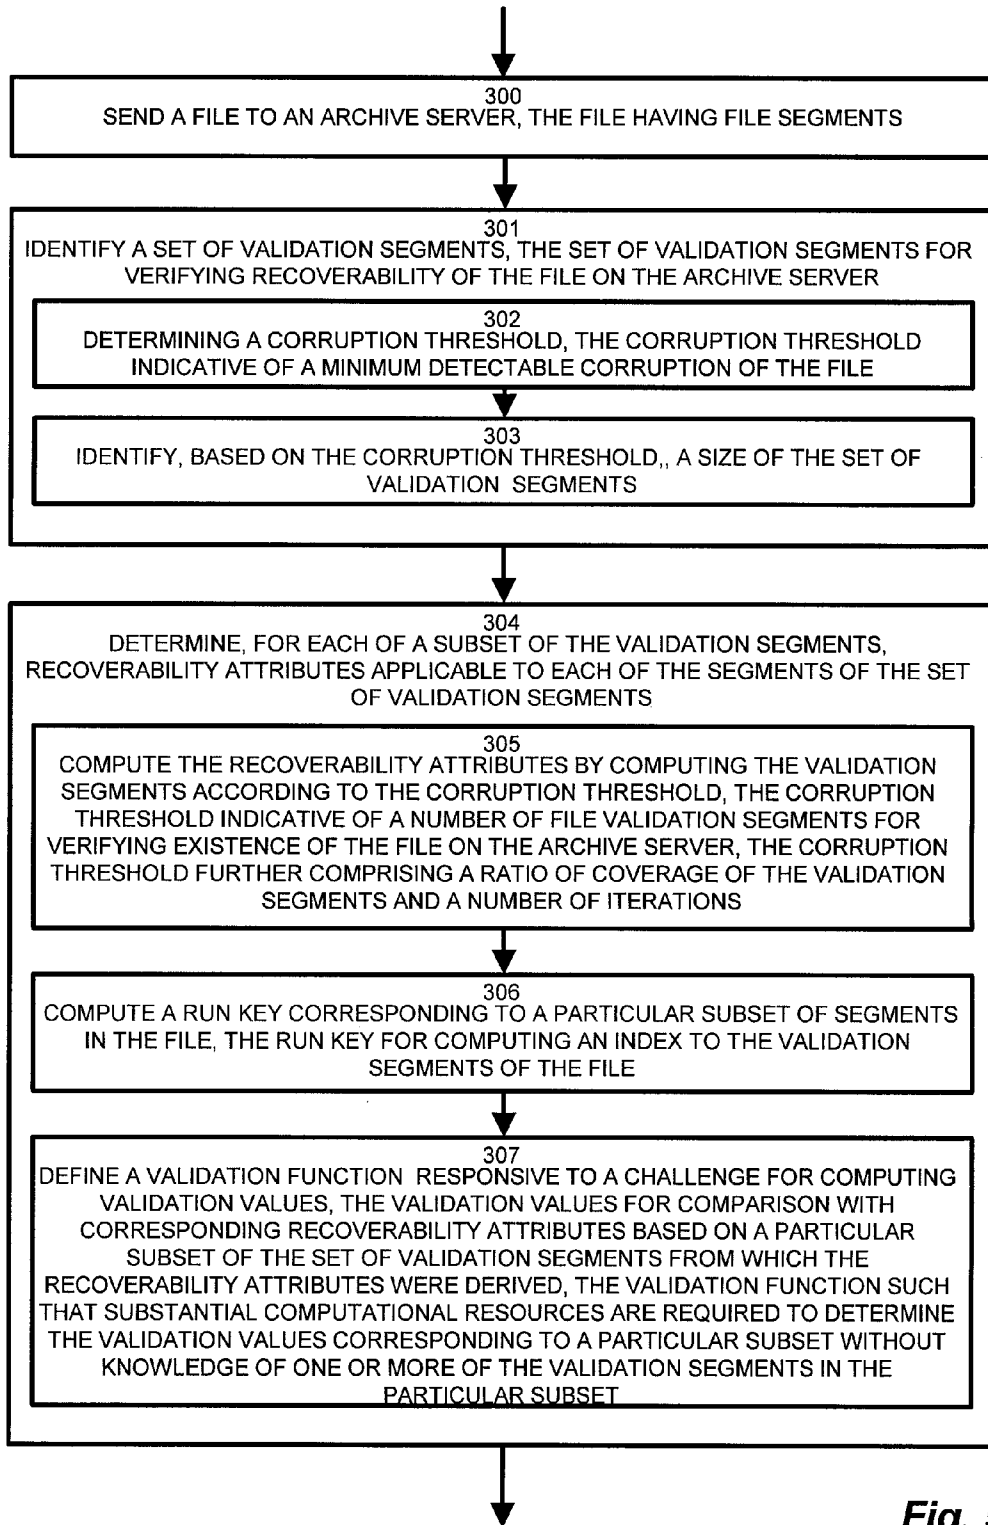 300
SEND A FILE TO AN ARCHIVE SERVER, THE FILE HAVING FILE SEGMENTS
301
IDENTIFY A SET OF VALIDATION SEGMENTS, THE SET OF VALIDATION SEGMENTS FOR
VERIFYING RECOVERABILITY OF THE FILE ON THE ARCHIVE SERVER
302
DETERMINING A CORRUPTION THRESHOLD, THE CORRUPTION THRESHOLD
INDICATIVE OF A MINIMUM DETECTABLE CORRUPTION OF THE FILE
303
IDENTIFY, BASED ON THE CORRUPTION THRESHOLD,, A SIZE OF THE SET OF
VALIDATION SEGMENTS
304
DETERMINE, FOR EACH OF A SUBSET OF THE VALIDATION SEGMENTS,
RECOVERABILITY ATTRIBUTES APPLICABLE TO EACH OF THE SEGMENTS OF THE SET
OF VALIDATION SEGMENTS
305
COMPUTE THE RECOVERABILITY ATTRIBUTES BY COMPUTING THE VALIDATION
SEGMENTS ACCORDING TO THE CORRUPTION THRESHOLD, THE CORRUPTION
THRESHOLD INDICATIVE OF A NUMBER OF FILE VALIDATION SEGMENTS FOR
VERIFYING EXISTENCE OF THE FILE ON THE ARCHIVE SERVER, THE CORRUPTION
THRESHOLD FURTHER COMPRISING A RATIO OF COVERAGE OF THE VALIDATION
SEGMENTS AND A NUMBER OF ITERATIONS
306
COMPUTE A RUN KEY CORRESPONDING TO A PARTICULAR SUBSET OF SEGMENTS
IN THE FILE, THE RUN KEY FOR COMPUTING AN INDEX TO THE VALIDATION
SEGMENTS OF THE FILE
307
DEFINE A VALIDATION FUNCTION RESPONSIVE TO A CHALLENGE FOR COMPUTING
VALIDATION VALUES, THE VALIDATION VALUES FOR COMPARISON WITH
CORRESPONDING RECOVERABILITY ATTRIBUTES BASED ON A PARTICULAR
SUBSET OF THE SET OF VALIDATION SEGMENTS FROM WHICH THE
RECOVERABILITY ATTRIBUTES WERE DERIVED, THE VALIDATION FUNCTION SUCH
THAT SUBSTANTIAL COMPUTATIONAL RESOURCES ARE REQUIRED TO DETERMINE
THE VALIDATION VALUES CORRESPONDING TO A PARTICULAR SUBSET WITHOUT
KNOWLEDGE OF ONE OR MORE OF THE VALIDATION SEGMENTS IN THE
PARTICULAR SUBSET
Fig.